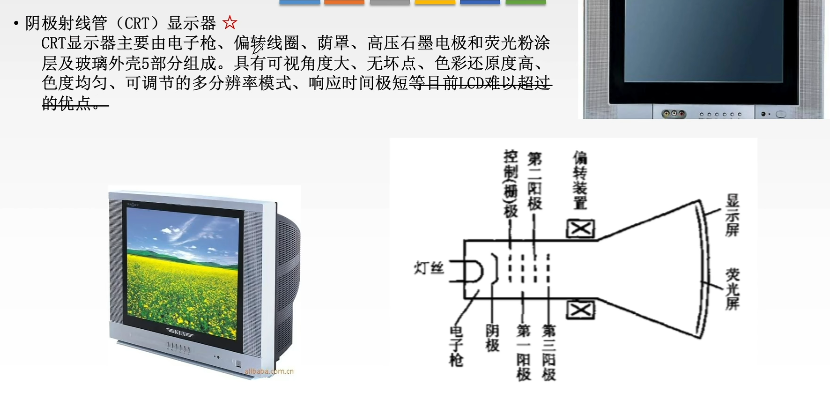 • 阴极射线管（CRT）显示器 ☆
CRT显示器主要由电子枪、偏转线圈、荫罩、高压石墨电极和荧光粉涂
层及玻璃外壳5部分组成。具有可视角度大、无坏点、色彩还原度高、
色度均匀、可调节的多分辨率模式、响应时间极短等目前LCD难以超过
的优点。
控制(栅)极
第二阳极
偏转装置
显示屏
灯丝
荧光屏
电子枪
阴极
第一阳极
第三阳极
alibaba.com.cn